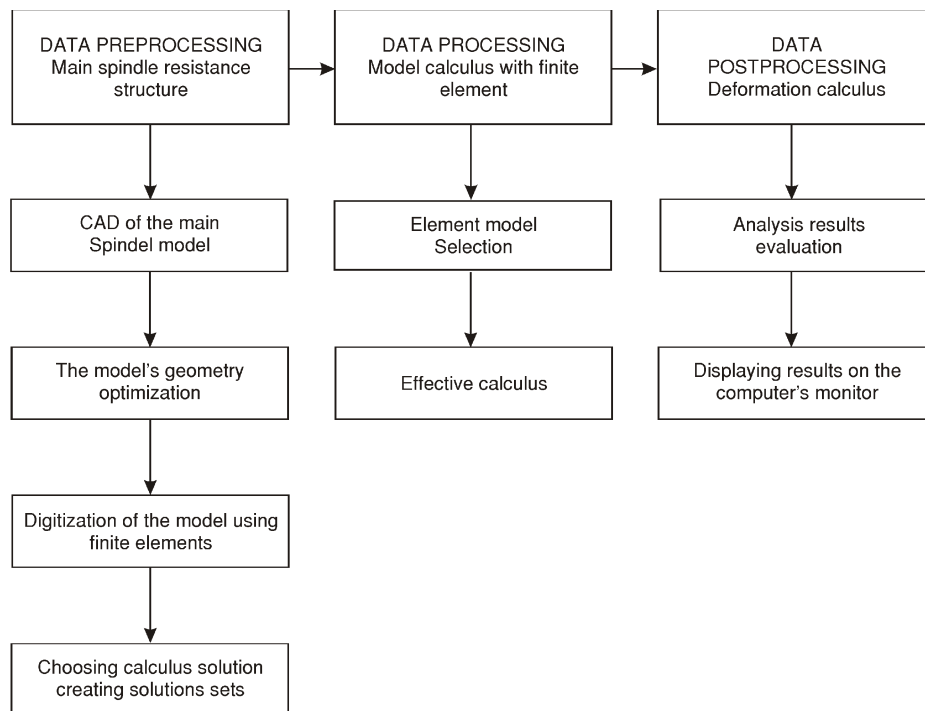 DATA PREPROCESSING
Main spindle resistance
structure
DATA PROCESSING
Model calculus with finite
element
DATA
POSTPROCESSING
Deformation calculus
CAD of the main
Spindel model
Element model
Selection
Analysis results
evaluation
The model's geometry
optimization
Effective calculus
Displaying results on the
computer's monitor
Digitization of the model using
finite elements
Choosing calculus solution
creating solutions sets